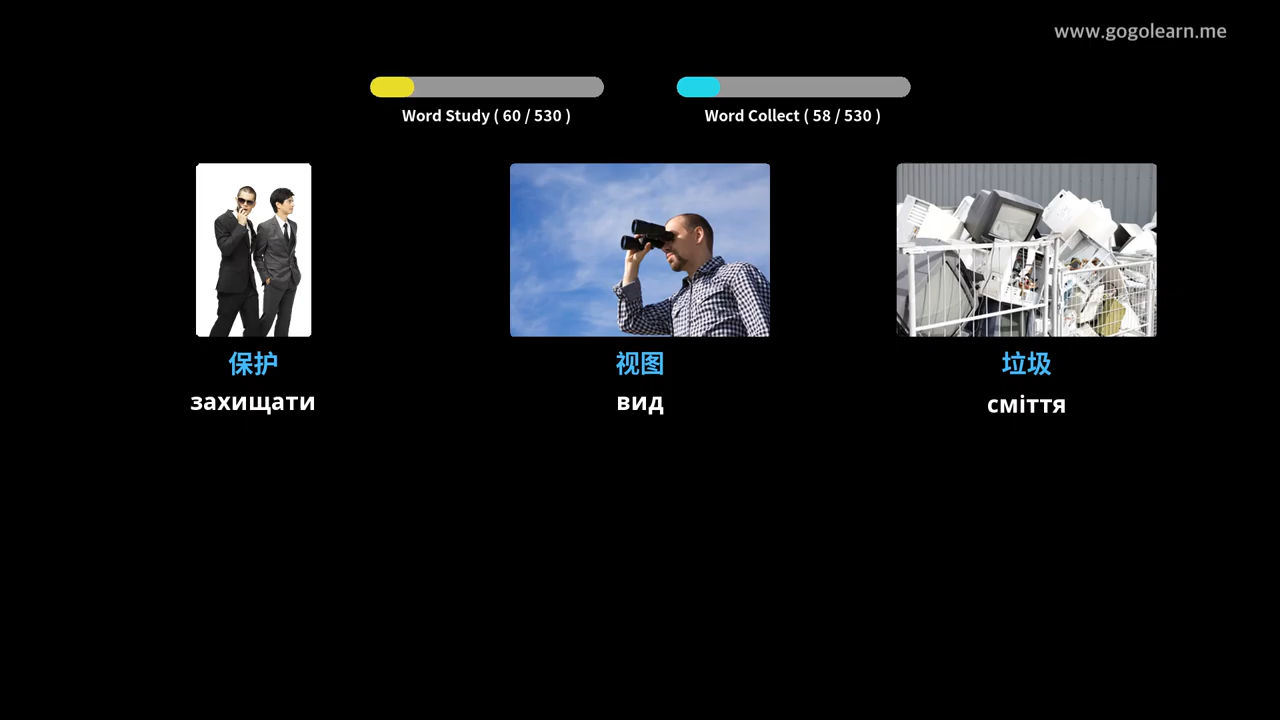 www.gogolearn.me
Word Study ( 60 / 530 )
Word Collect ( 58 / 530 )
保护
视图
垃圾
захищати
вид
сміття